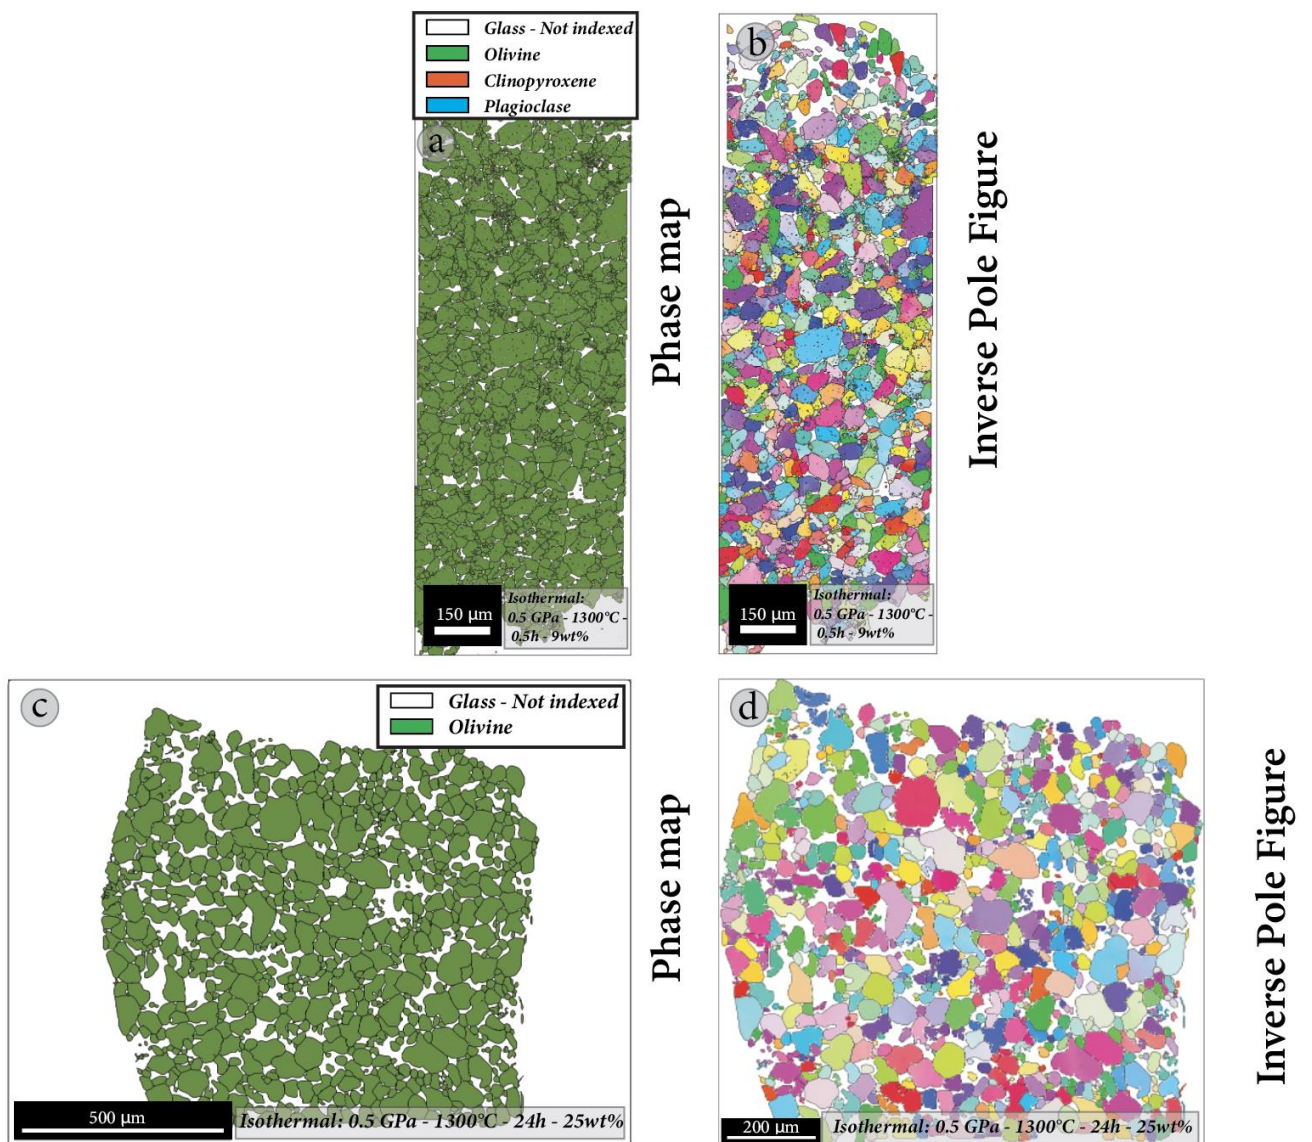 Glass - Not indexed
Olivine
Clinopyroxene
Plagioclase
a
150 μm
Isothermal:
0.5 GPa - 1300°C -
0.5h - 9wt%
Phase map
b
150 μm
Isothermal:
0.5 GPa - 1300°C -
0.5h - 9wt%
Inverse Pole Figure
c
Glass - Not indexed
Olivine
500 μm
Isothermal: 0.5 GPa - 1300°C - 24h - 25wt%
Phase map
d
200 μm
Isothermal: 0.5 GPa - 1300°C - 24h - 25wt%
Inverse Pole Figure